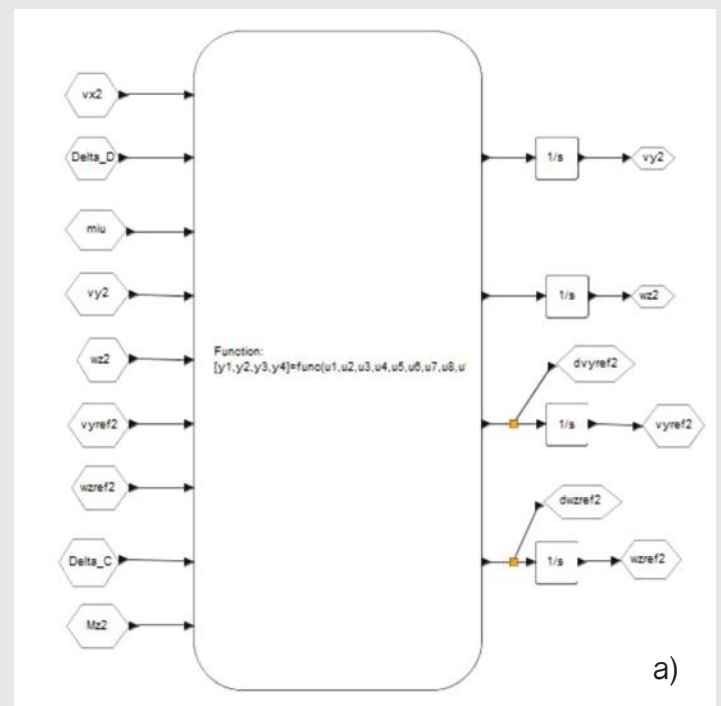 vx2
Delta_D
miu
vy2
wz2
vyref2
wzref2
Delta_C
Mz2
Function:
[y1,y2,y3,y4]=func(u1,u2,u3,u4,u5,u6,u7,u8,u
1/s
vy2
1/s
wz2
dvyref2
1/s
vyref2
dwzref2
1/s
wzref2
a)